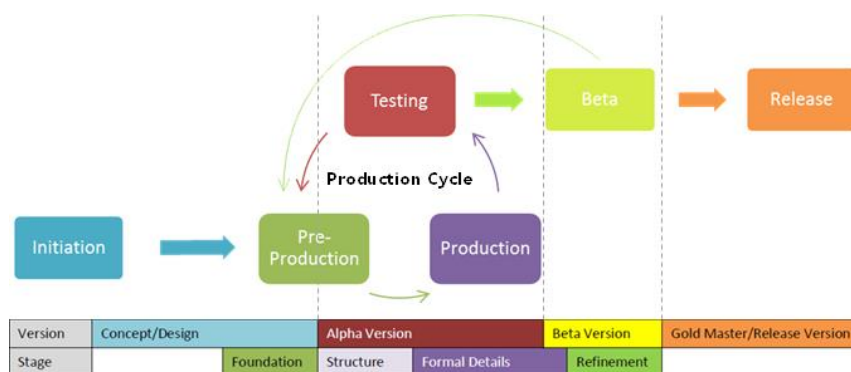 Testing
Beta
Release
Production Cycle
Initiation
Pre-
Production
Production
Version Concept/Design Alpha Version Beta Version Gold Master/Release Version
Stage Foundation Structure Formal Details Refinement